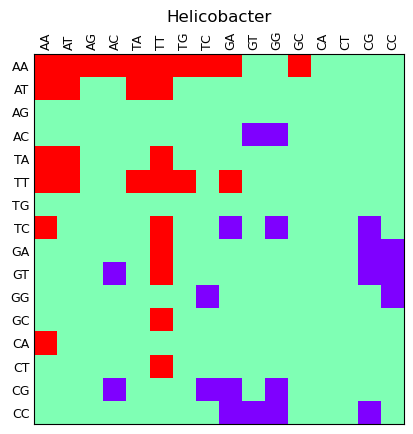 Helicobacter
AA AT AG AC TA TT TG TC GA GT GG GC CA CT CG CC
AA
AT
AG
AC
TA
TT
TG
TC
GA
GT
GG
GC
CA
CT
CG
CC